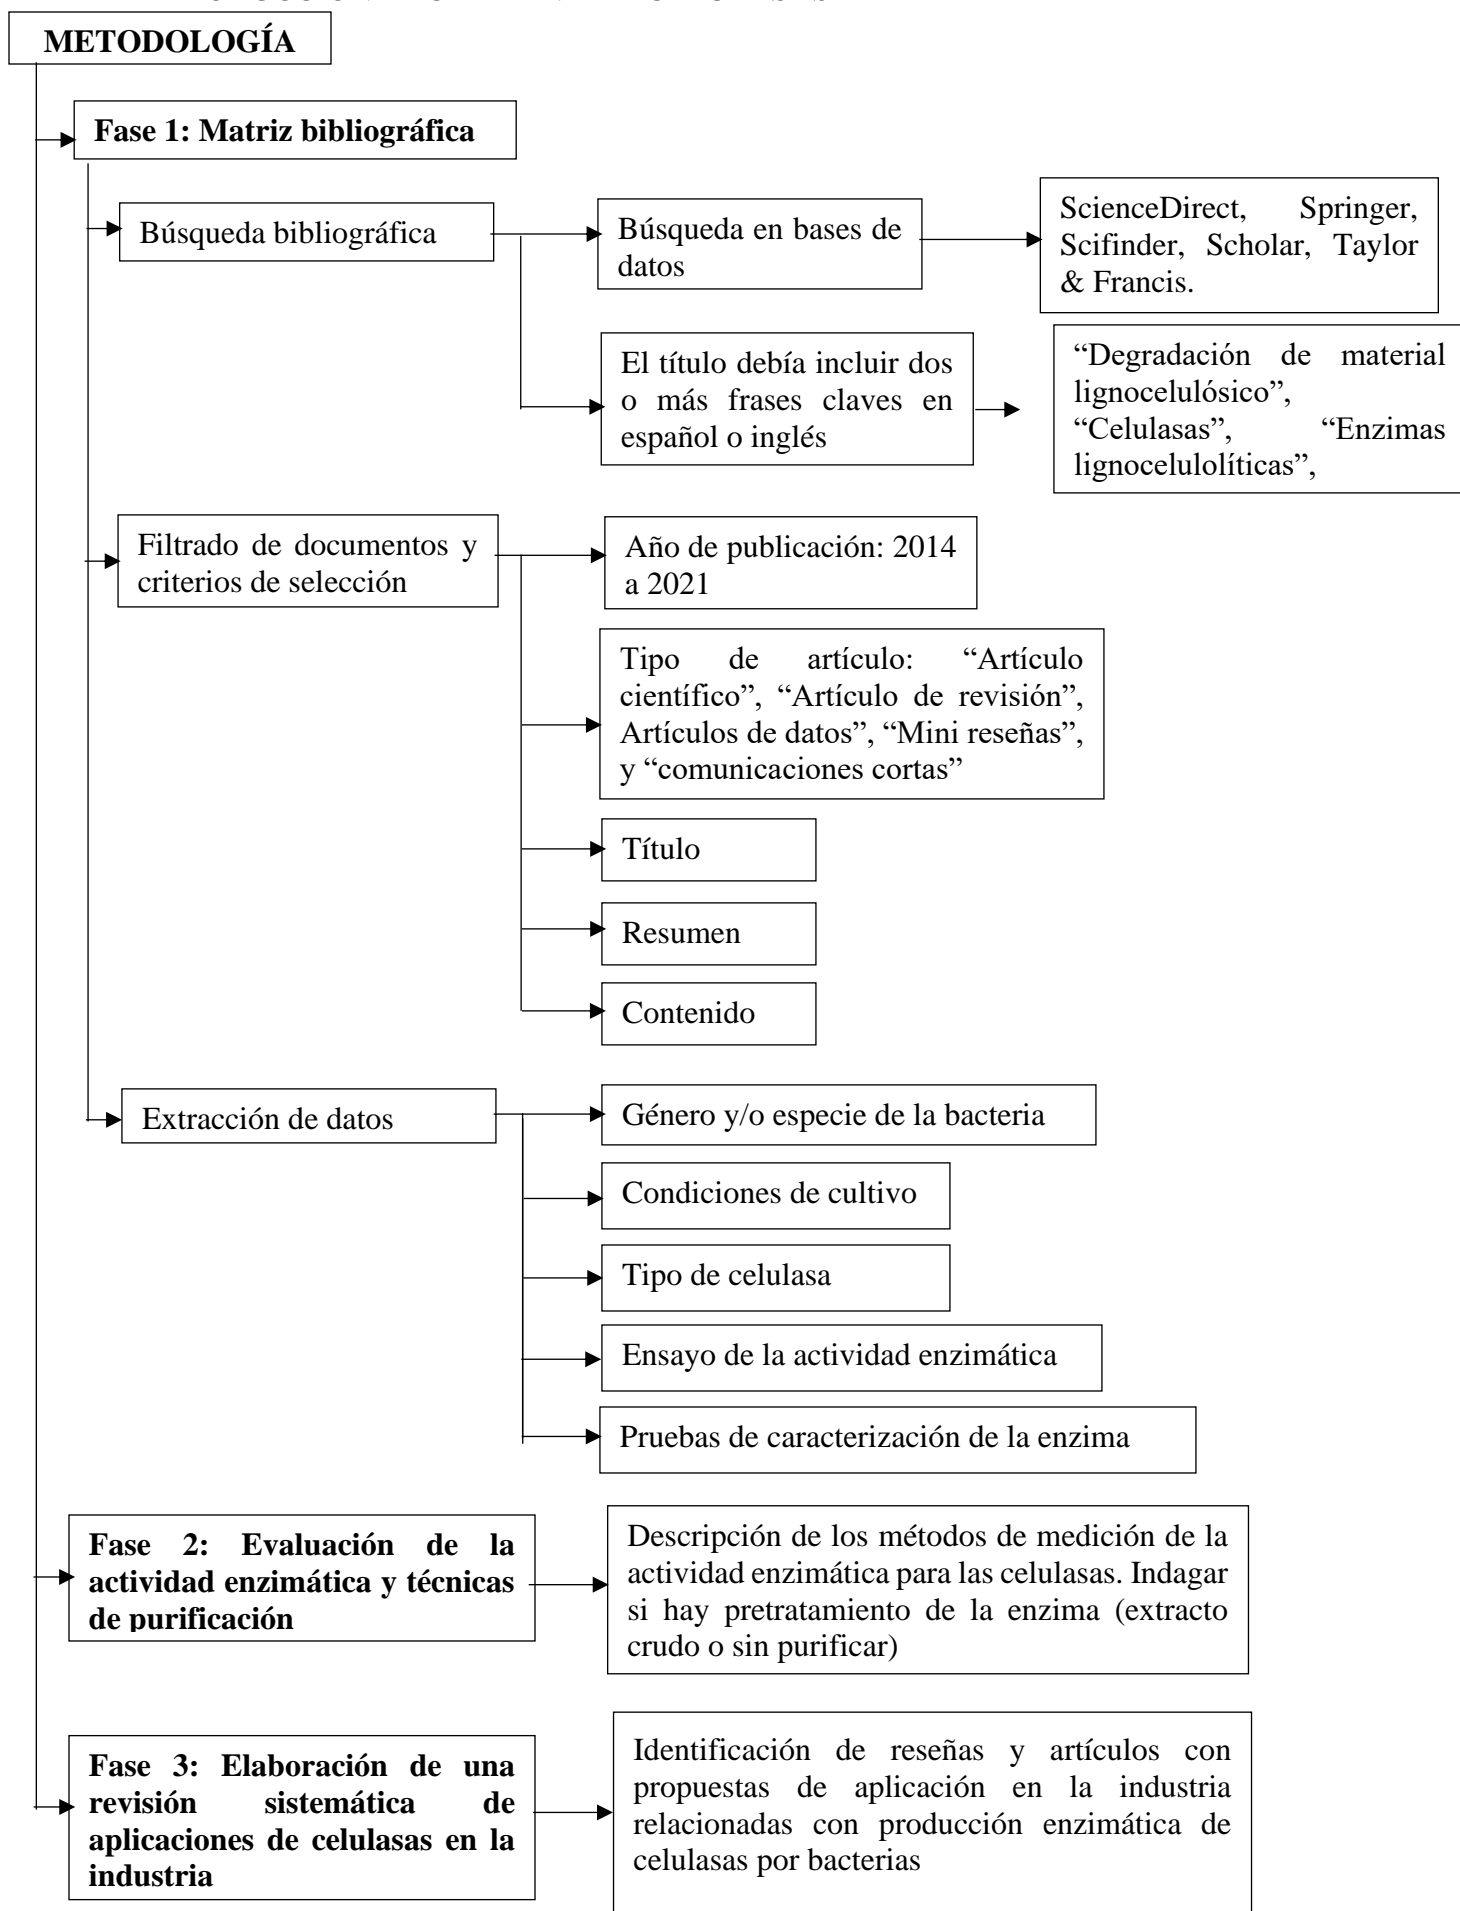 METODOLOGÍA
Fase 1: Matriz bibliográfica
Búsqueda bibliográfica
Búsqueda en bases de
datos
ScienceDirect, Springer,
Scifinder, Scholar, Taylor
& Francis.
El título debía incluir dos
o más frases claves en
español o inglés
“Degradación de material
lignocelulósico”,
“Celulasas”, “Enzimas
lignocelulolíticas”,
Filtrado de documentos y
criterios de selección
Año de publicación: 2014
a 2021
Tipo de artículo: “Artículo
científico”, “Artículo de revisión”,
Artículos de datos”, “Mini reseñas”,
y “comunicaciones cortas”
Título
Resumen
Contenido
Extracción de datos
Género y/o especie de la bacteria
Condiciones de cultivo
Tipo de celulasa
Ensayo de la actividad enzimática
Pruebas de caracterización de la enzima
Fase 2: Evaluación de la
actividad enzimática y técnicas
de purificación
Descripción de los métodos de medición de la
actividad enzimática para las celulasas. Indagar
si hay pretratamiento de la enzima (extracto
crudo o sin purificar)
Fase 3: Elaboración de una
revisión sistemática de
aplicaciones de celulasas en la
industria
Identificación de reseñas y artículos con
propuestas de aplicación en la industria
relacionadas con producción enzimática de
celulasas por bacterias